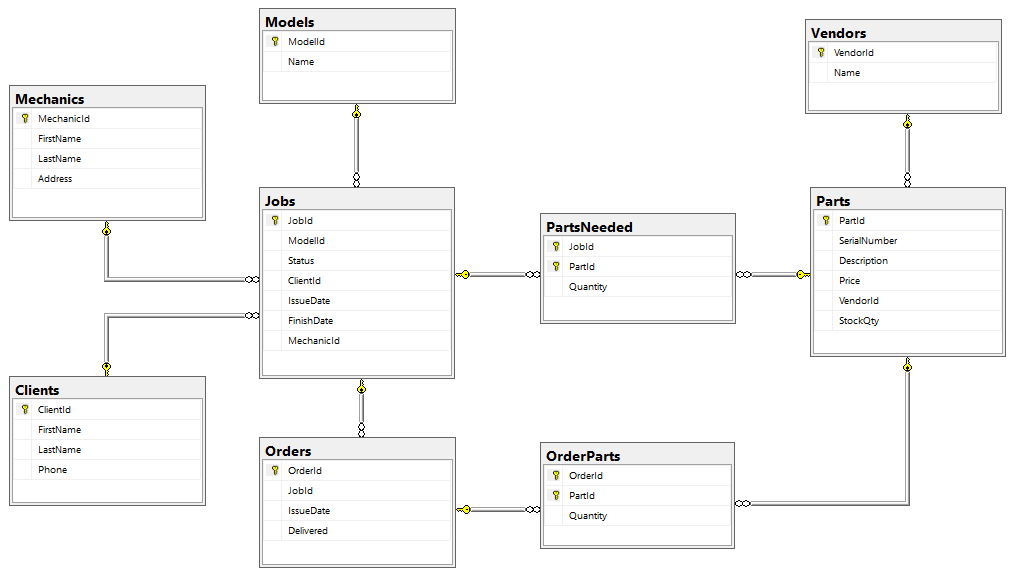 Models
ModelId
Name
Vendors
VendorId
Name
Mechanics
MechanicId
FirstName
LastName
Address
Jobs
JobId
ModelId
Status
ClientId
IssueDate
FinishDate
MechanicId
PartsNeeded
JobId
PartId
Quantity
Parts
PartId
SerialNumber
Description
Price
VendorId
StockQty
Clients
ClientId
FirstName
LastName
Phone
Orders
OrderId
JobId
IssueDate
Delivered
OrderParts
OrderId
PartId
Quantity